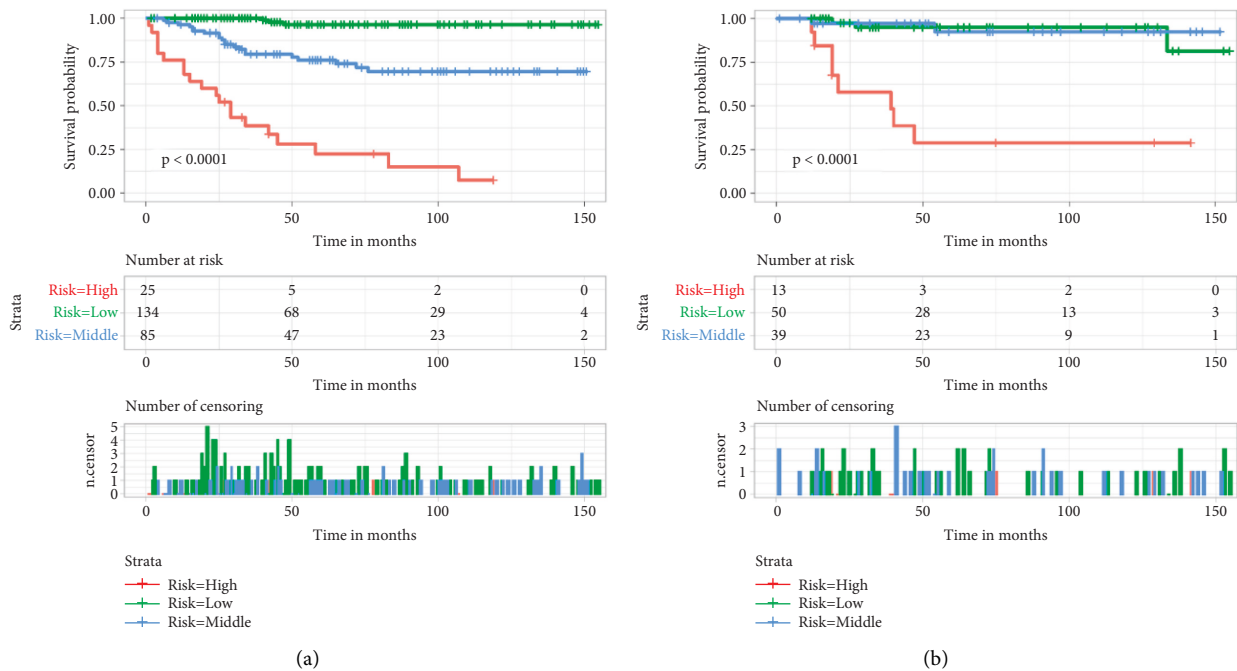 1.00
0.75
0.50
0.25
0.00
Survival probability
p < 0.0001
0 50 100 150
Time in months
Number at risk
Strata
Risk=High 25 5 2 0
Risk=Low 134 68 29 4
Risk=Middle 85 47 23 2
0 50 100 150
Time in months
Number of censoring
n.censor
5
4
3
2
1
0
0 50 100 150
Time in months
Strata
Risk=High
Risk=Low
Risk=Middle
(a)
1.00
0.75
0.50
0.25
0.00
Survival probability
p < 0.0001
0 50 100 150
Time in months
Number at risk
Strata
Risk=High 13 3 2 0
Risk=Low 50 28 13 3
Risk=Middle 39 23 9 1
0 50 100 150
Time in months
Number of censoring
n.censor
3
2
1
0
0 50 100 150
Time in months
Strata
Risk=High
Risk=Low
Risk=Middle
(b)